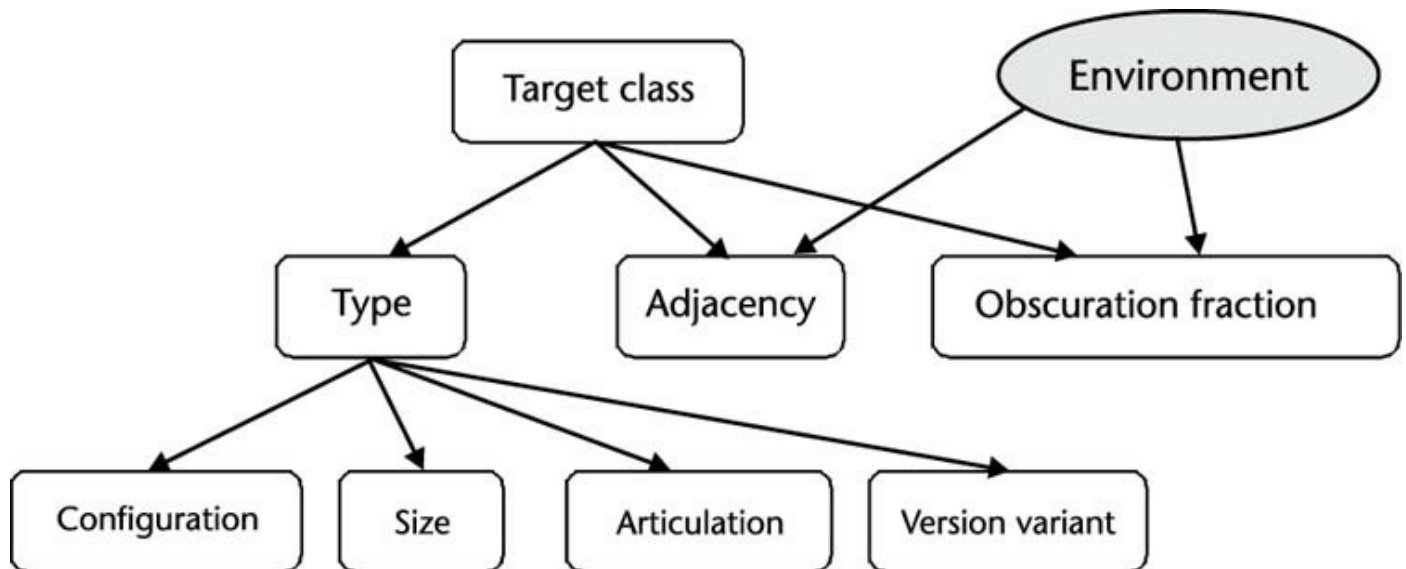 Target class
Environment
Type
Adjacency
Obscuration fraction
Configuration
Size
Articulation
Version variant